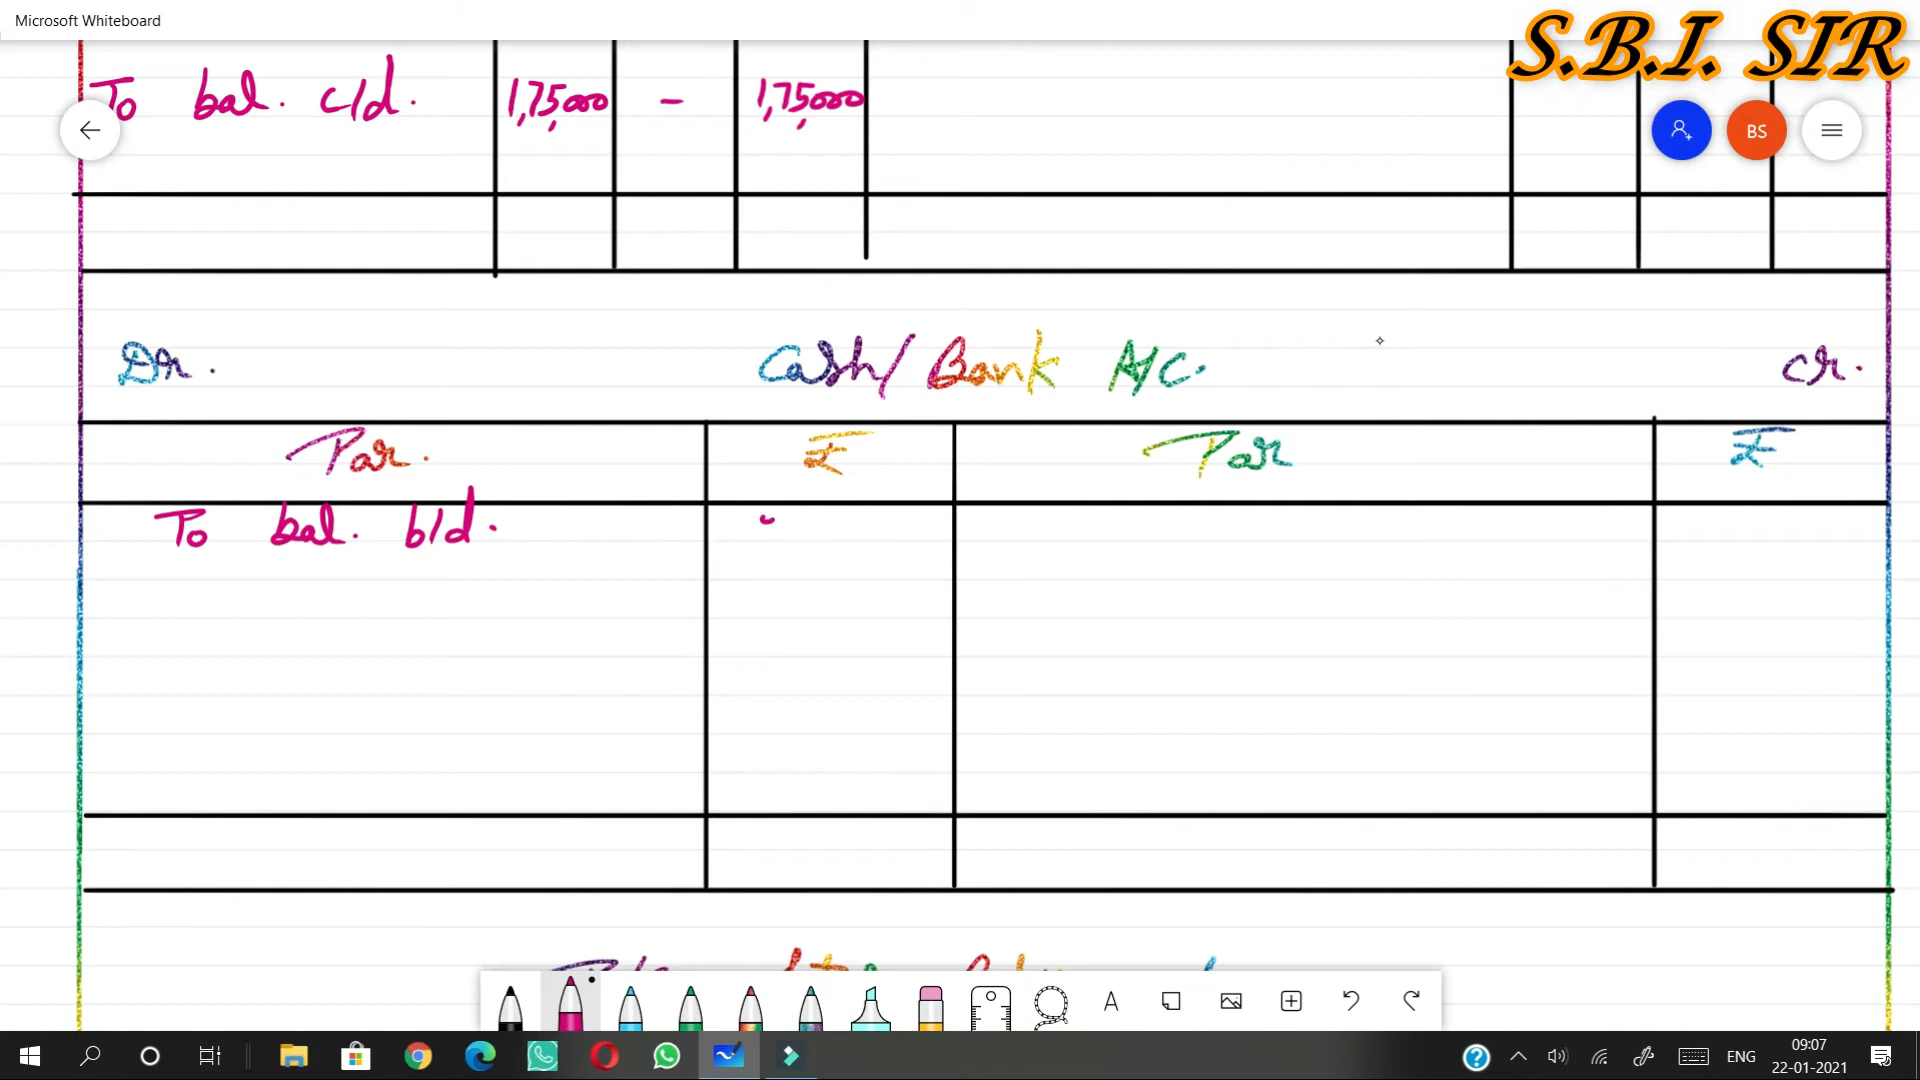 Microsoft Whiteboard
S.B.I. SIR
To bal. c/d. 1,75,000 - 1,75,000
BS
Dr. Cash/Bank A/C. Cr.
Par. ₹ Par ₹
To bal. b/d.
A
ENG
09:07
22-01-2021